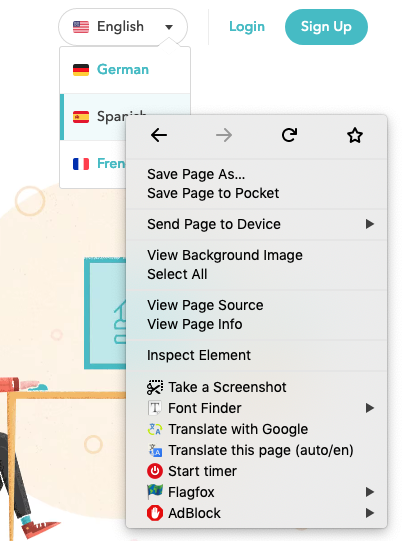 English
Login
Sign Up
German
Spanish
Save Page As...
Save Page to Pocket
Send Page to Device
View Background Image
Select All
View Page Source
View Page Info
Inspect Element
Take a Screenshot
Font Finder
Translate with Google
Translate this page (auto/en)
Start timer
Flagfox
AdBlock